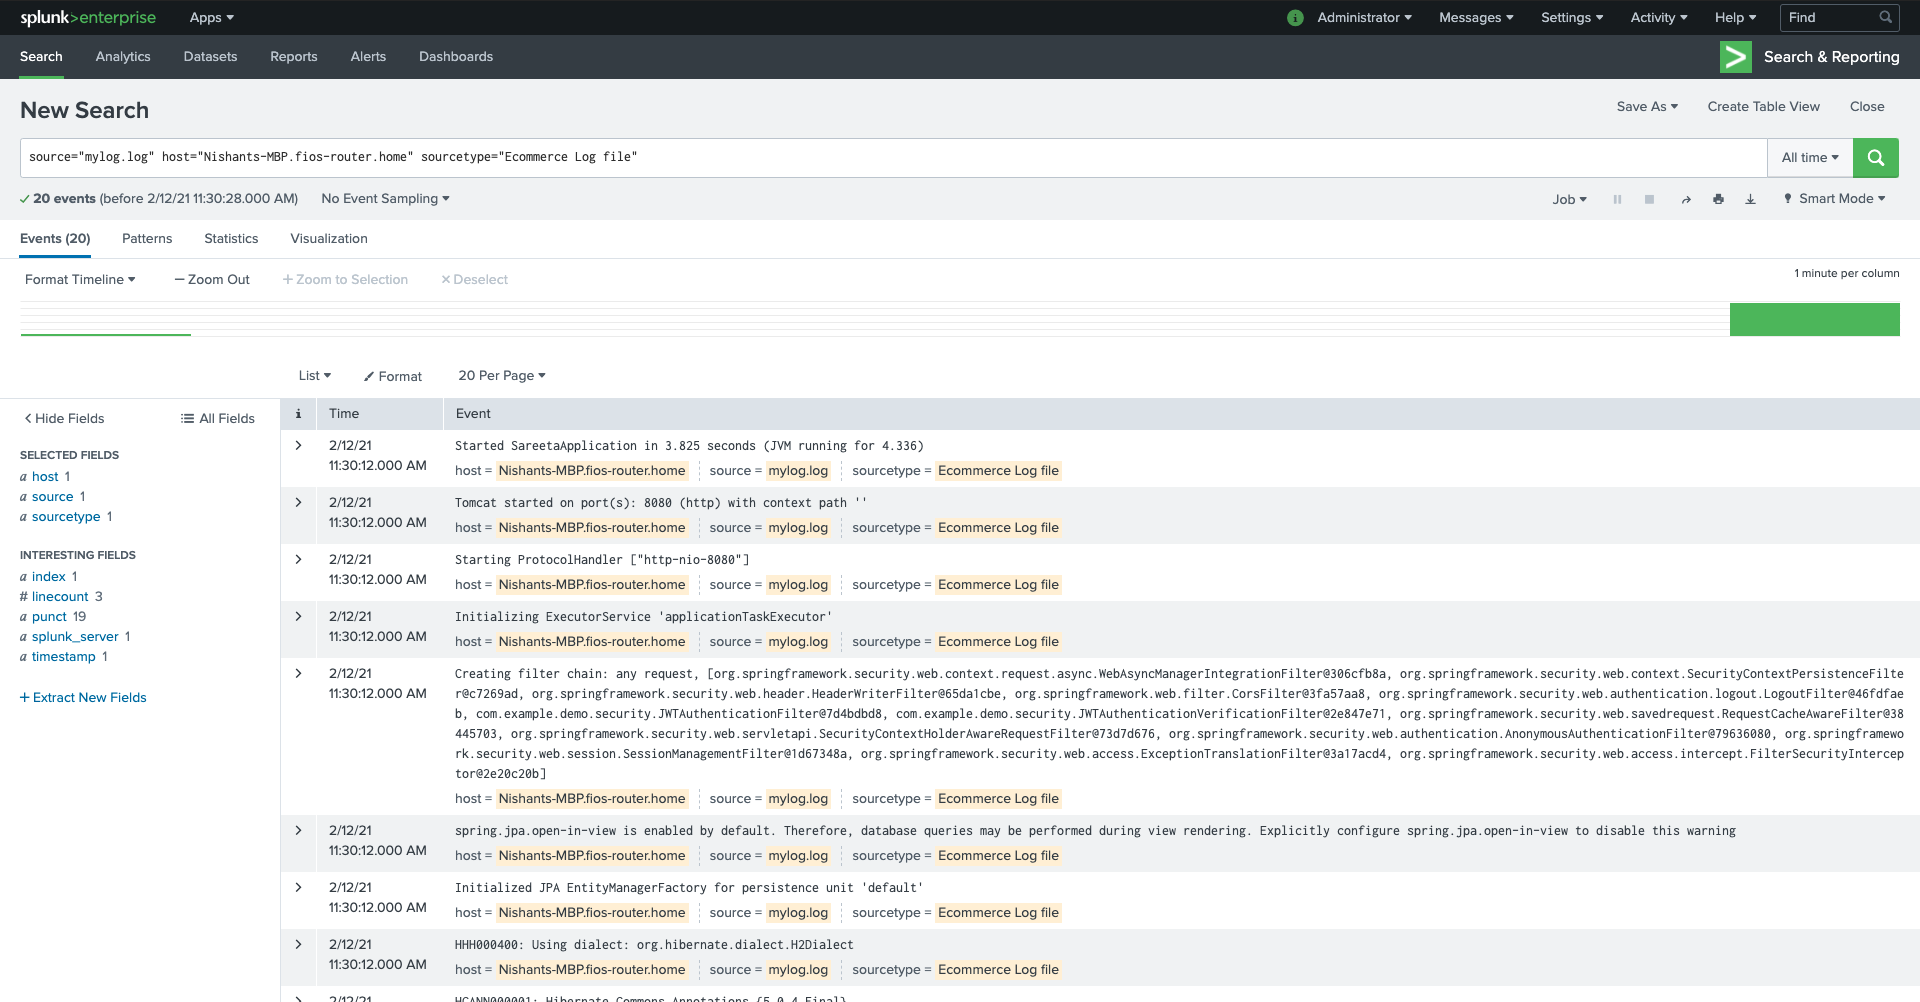 splunk>enterprise Apps Administrator Messages Settings Activity Help Find
Search Analytics Datasets Reports Alerts Dashboards Search & Reporting
New Search Save As Create Table View Close
source="mylog.log" host="Nishants-MBP.fios-router.home" sourcetype="Ecommerce Log file" All time
20 events (before 2/12/21 11:30:28.000 AM) No Event Sampling Job Smart Mode
Events (20) Patterns Statistics Visualization
Format Timeline — Zoom Out + Zoom to Selection × Deselect 1 minute per column
List Format 20 Per Page
Hide Fields All Fields
SELECTED FIELDS
a host 1
a source 1
a sourcetype 1
INTERESTING FIELDS
a index 1
# linecount 3
a punct 19
a splunk_server 1
a timestamp 1
+ Extract New Fields
i Time Event
2/12/21 Started SareetaApplication in 3.825 seconds (JVM running for 4.336)
11:30:12.000 AM
host = Nishants-MBP.fios-router.home source = mylog.log sourcetype = Ecommerce Log file
2/12/21 Tomcat started on port(s): 8080 (http) with context path ''
11:30:12.000 AM
host = Nishants-MBP.fios-router.home source = mylog.log sourcetype = Ecommerce Log file
2/12/21 Starting ProtocolHandler ["http-nio-8080"]
11:30:12.000 AM
host = Nishants-MBP.fios-router.home source = mylog.log sourcetype = Ecommerce Log file
2/12/21 Initializing ExecutorService 'applicationTaskExecutor'
11:30:12.000 AM
host = Nishants-MBP.fios-router.home source = mylog.log sourcetype = Ecommerce Log file
2/12/21 Creating filter chain: any request, [org.springframework.security.web.context.request.async.WebAsyncManagerIntegrationFilter@306cfb8a, org.springframework.security.web.context.SecurityContextPersistenceFilte
11:30:12.000 AM r@c7269ad, org.springframework.security.web.header.HeaderWriterFilter@65da1cbe, org.springframework.web.filter.CorsFilter@3fa57aa8, org.springframework.security.web.authentication.logout.LogoutFilter@46fdfae
b, com.example.demo.security.JWTAuthenticationFilter@7d4bdbd8, com.example.demo.security.JWTAuthenticationVerificationFilter@2e847e71, org.springframework.security.web.savedrequest.RequestCacheAwareFilter@38
445703, org.springframework.security.web.servletapi.SecurityContextHolderAwareRequestFilter@73d7d676, org.springframework.security.web.authentication.AnonymousAuthenticationFilter@79636080, org.springframewo
rk.security.web.session.SessionManagementFilter@1d67348a, org.springframework.security.web.access.ExceptionTranslationFilter@3a17acd4, org.springframework.security.web.access.intercept.FilterSecurityIntercep
tor@2e20c20b]
host = Nishants-MBP.fios-router.home source = mylog.log sourcetype = Ecommerce Log file
2/12/21 spring.jpa.open-in-view is enabled by default. Therefore, database queries may be performed during view rendering. Explicitly configure spring.jpa.open-in-view to disable this warning
11:30:12.000 AM
host = Nishants-MBP.fios-router.home source = mylog.log sourcetype = Ecommerce Log file
2/12/21 Initialized JPA EntityManagerFactory for persistence unit 'default'
11:30:12.000 AM
host = Nishants-MBP.fios-router.home source = mylog.log sourcetype = Ecommerce Log file
2/12/21 HHH000400: Using dialect: org.hibernate.dialect.H2Dialect
11:30:12.000 AM
host = Nishants-MBP.fios-router.home source = mylog.log sourcetype = Ecommerce Log file
2/12/21 HCANN000001: Hibernate Commons Annotations {5.0.4.Final}